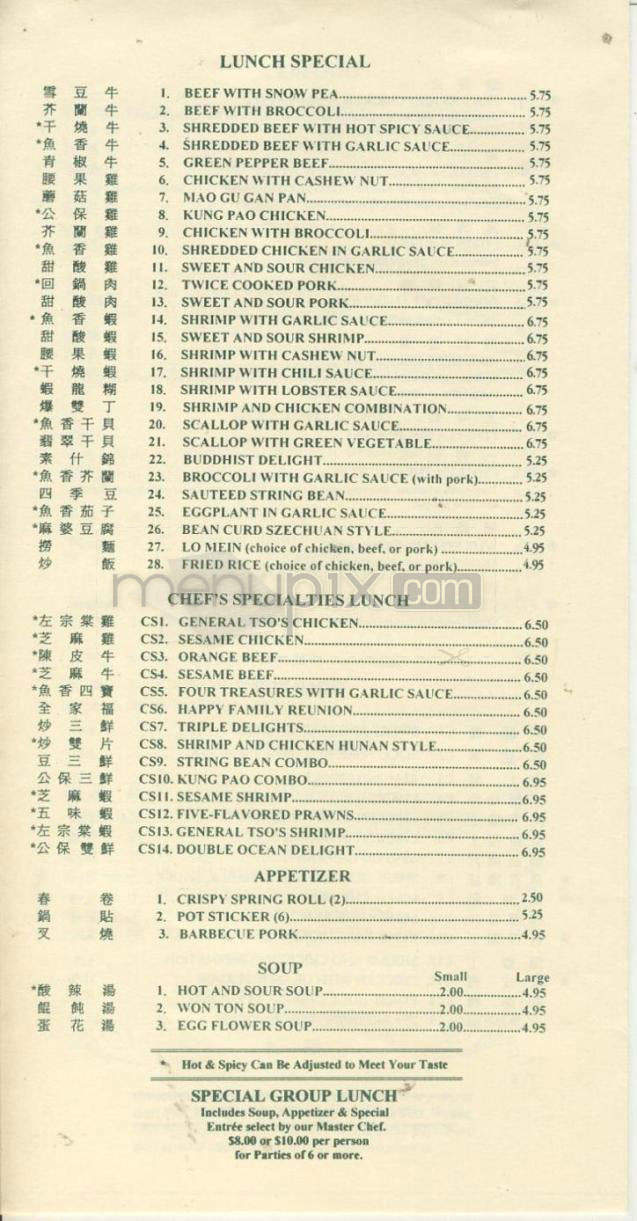 LUNCH SPECIAL
雪豆牛 1. BEEF WITH SNOW PEA 5.75
芥蘭牛 2. BEEF WITH BROCCOLI 5.75
*干燒牛 3. SHREDDED BEEF WITH HOT SPICY SAUCE 5.75
*魚香牛 4. SHREDDED BEEF WITH GARLIC SAUCE 5.75
青椒牛 5. GREEN PEPPER BEEF 5.75
腰果雞 6. CHICKEN WITH CASHEW NUT 5.75
蘑菇雞 7. MAO GU GAN PAN 5.75
*公保雞 8. KUNG PAO CHICKEN 5.75
芥蘭雞 9. CHICKEN WITH BROCCOLI 5.75
*魚香雞 10. SHREDDED CHICKEN IN GARLIC SAUCE 5.75
甜酸雞 11. SWEET AND SOUR CHICKEN 5.75
*回鍋肉 12. TWICE COOKED PORK 5.75
甜酸肉 13. SWEET AND SOUR PORK 5.75
*魚香蝦 14. SHRIMP WITH GARLIC SAUCE 6.75
甜酸蝦 15. SWEET AND SOUR SHRIMP 6.75
腰果蝦 16. SHRIMP WITH CASHEW NUT 6.75
*干燒蝦 17. SHRIMP WITH CHILI SAUCE 6.75
蝦龍糊 18. SHRIMP WITH LOBSTER SAUCE 6.75
爆雙丁 19. SHRIMP AND CHICKEN COMBINATION 6.75
*魚香干貝 20. SCALLOP WITH GARLIC SAUCE 6.75
翡翠干貝 21. SCALLOP WITH GREEN VEGETABLE 6.75
素什錦 22. BUDDHIST DELIGHT 5.25
*魚香芥蘭 23. BROCCOLI WITH GARLIC SAUCE (with pork) 5.25
四季豆 24. SAUTEED STRING BEAN 5.25
*魚香茄子 25. EGGPLANT IN GARLIC SAUCE 5.25
*麻婆豆腐 26. BEAN CURD SZECHUAN STYLE 5.25
撈麵 27. LO MEIN (choice of chicken, beef, or pork) 4.95
炒飯 28. FRIED RICE (choice of chicken, beef, or pork) 4.95
menupix.com
CHEF'S SPECIALTIES LUNCH
*左宗棠雞 CS1. GENERAL TSO'S CHICKEN 6.50
*芝麻雞 CS2. SESAME CHICKEN 6.50
*陳皮牛 CS3. ORANGE BEEF 6.50
*芝麻牛 CS4. SESAME BEEF 6.50
*魚香四寶 CS5. FOUR TREASURES WITH GARLIC SAUCE 6.50
全家福 CS6. HAPPY FAMILY REUNION 6.50
炒三鮮 CS7. TRIPLE DELIGHTS 6.50
*炒雙片 CS8. SHRIMP AND CHICKEN HUNAN STYLE 6.50
豆三鮮 CS9. STRING BEAN COMBO 6.50
公保三鮮 CS10. KUNG PAO COMBO 6.95
*芝麻蝦 CS11. SESAME SHRIMP 6.95
*五味蝦 CS12. FIVE-FLAVORED PRAWNS 6.95
*左宗棠蝦 CS13. GENERAL TSO'S SHRIMP 6.95
*公保雙鮮 CS14. DOUBLE OCEAN DELIGHT 6.95
APPETIZER
春卷 1. CRISPY SPRING ROLL (2) 2.50
鍋貼 2. POT STICKER (6) 5.25
叉燒 3. BARBECUE PORK 4.95
SOUP
Small Large
*酸辣湯 1. HOT AND SOUR SOUP 2.00 4.95
餛飩湯 2. WON TON SOUP 2.00 4.95
蛋花湯 3. EGG FLOWER SOUP 2.00 4.95
* Hot & Spicy Can Be Adjusted to Meet Your Taste
SPECIAL GROUP LUNCH
Includes Soup, Appetizer & Special
Entrée select by our Master Chef.
$8.00 or $10.00 per person
for Parties of 6 or more.